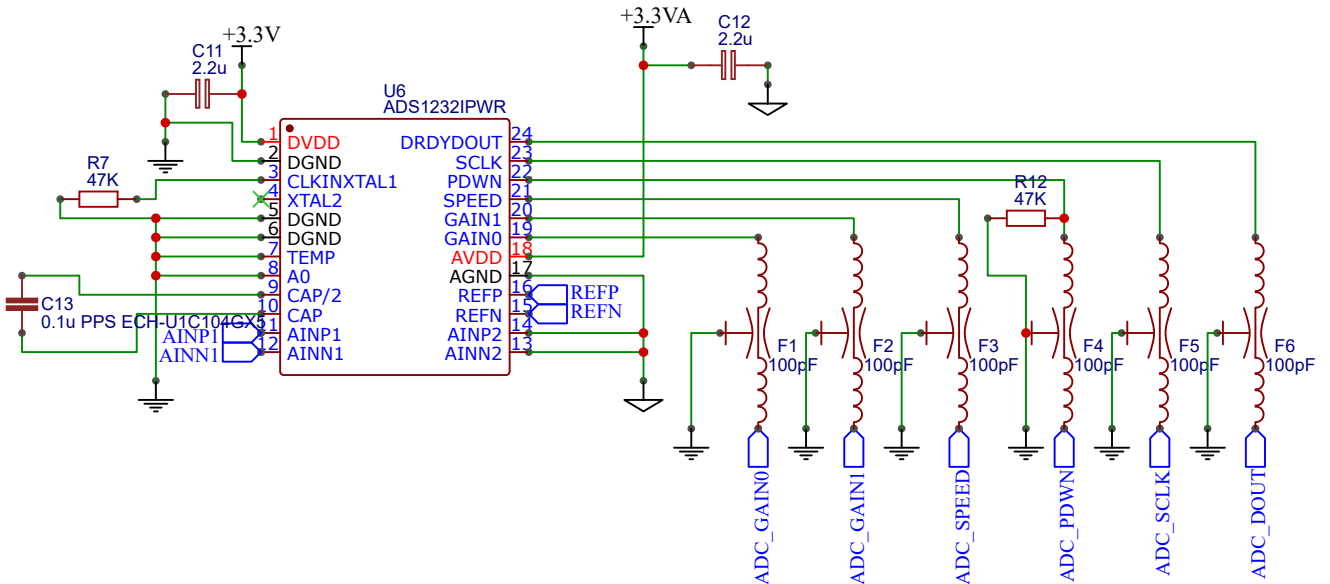 +3.3V
C11
2.2u
+3.3VA
C12
2.2u
U6
ADS1232IPWR
R7
47K
1 DVDD
2 DGND
3 CLKINXTAL1
4 XTAL2
5 DGND
6 DGND
7 TEMP
8 A0
9 CAP/2
10 CAP
11 AINP1
12 AINN1
DRDYDOUT 24
SCLK 23
PDWN 22
SPEED 21
GAIN1 20
GAIN0 19
AVDD 18
AGND 17
REFP 16
REFN 15
AINP2 14
AINN2 13
C13
0.1u PPS ECH-U1C104GX5
AINP1
AINN1
REFP
REFN
R12
47K
F1
100pF
F2
100pF
F3
100pF
F4
100pF
F5
100pF
F6
100pF
ADC_GAIN0
ADC_GAIN1
ADC_SPEED
ADC_PDWN
ADC_SCLK
ADC_DOUT